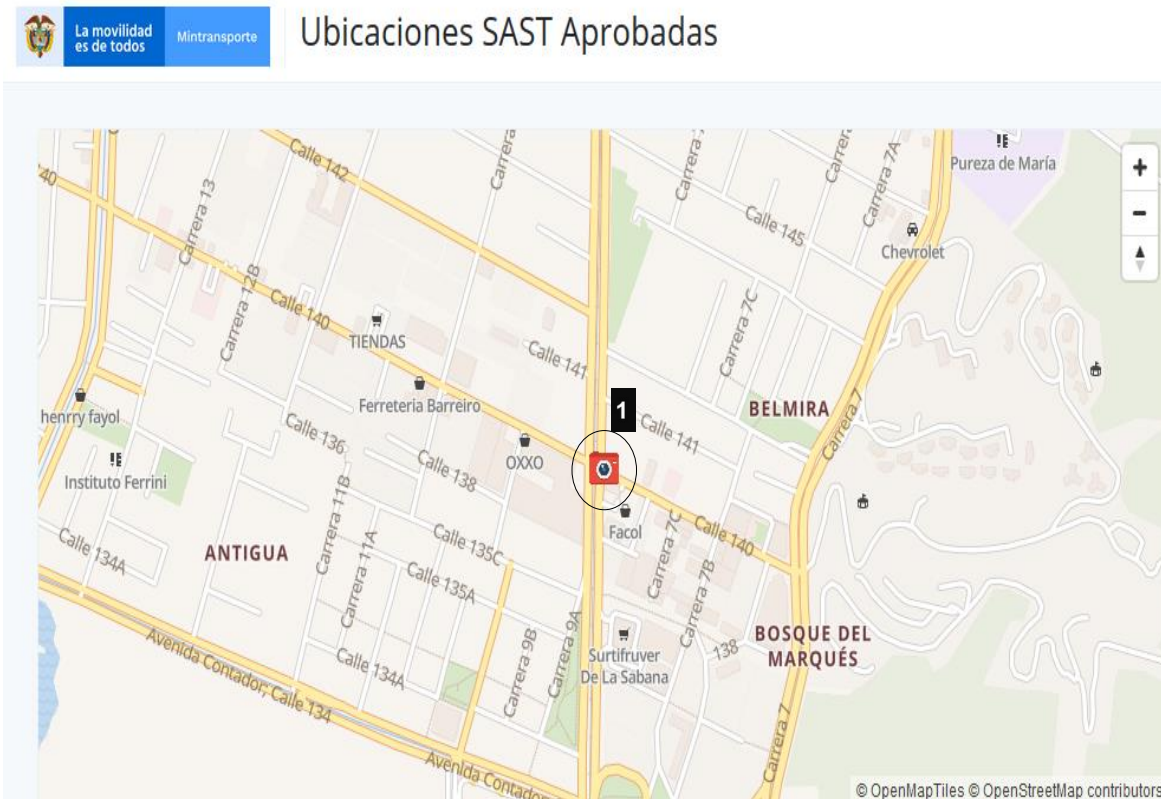 La movilidad
es de todos
Mintransporte
Ubicaciones SAST Aprobadas
Calle 142
Carrera
Carrera
Carrera
Carrera 7A
Pureza de María
40
Carrera 13
Calle 145
Chevrolet
Carrera 12B
Calle 140
TIENDAS
Carrera 7C
Calle 141
henrry fayol
Ferreteria Barreiro
1
BELMIRA
Carrera 7
Calle 141
Calle 136
OXXO
Instituto Ferrini
Calle 138
Carrera 11B
Facol
Calle 140
Calle 134A
ANTIGUA
Carrera 11A
Calle 135C
Carrera 7C
Calle 135A
Carrera 7B
Avenida Contador; Calle 134
Calle 134A
Carrera 9B
Carrera 9A
Surtifruver
De La Sabana
138
BOSQUE DEL
MARQUÉS
Carrera 7
Avenida Contador
© OpenMapTiles © OpenStreetMap contributors